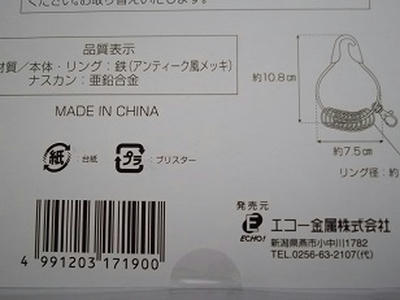 ください。お取り替えいたします。
品質表示
材質／本体・リング：鉄（アンティーク風メッキ）
ナスカン：亜鉛合金
MADE IN CHINA
紙：台紙
プラ：ブリスター
約10.8㎝
約7.5㎝
リング径：約
発売元
ECHO!
エコー金属株式会社
新潟県燕市小中川1782
TEL.0256-63-2107(代)
4 991203 171900